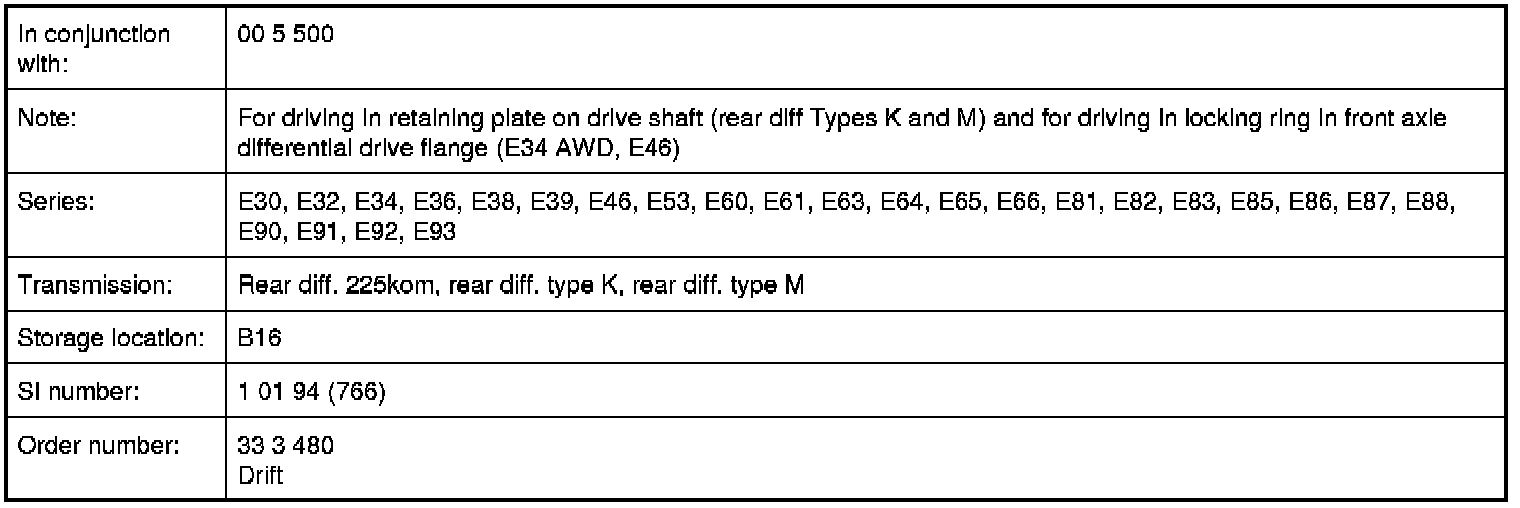 In conjunction
with:
00 5 500
Note:
For driving in retaining plate on drive shaft (rear diff Types K and M) and for driving in locking ring in front axle
differential drive flange (E34 AWD, E46)
Series:
E30, E32, E34, E36, E38, E39, E46, E53, E60, E61, E63, E64, E65, E66, E81, E82, E83, E85, E86, E87, E88,
E90, E91, E92, E93
Transmission:
Rear diff. 225kom, rear diff. type K, rear diff. type M
Storage location:
B16
SI number:
1 01 94 (766)
Order number:
33 3 480
Drift